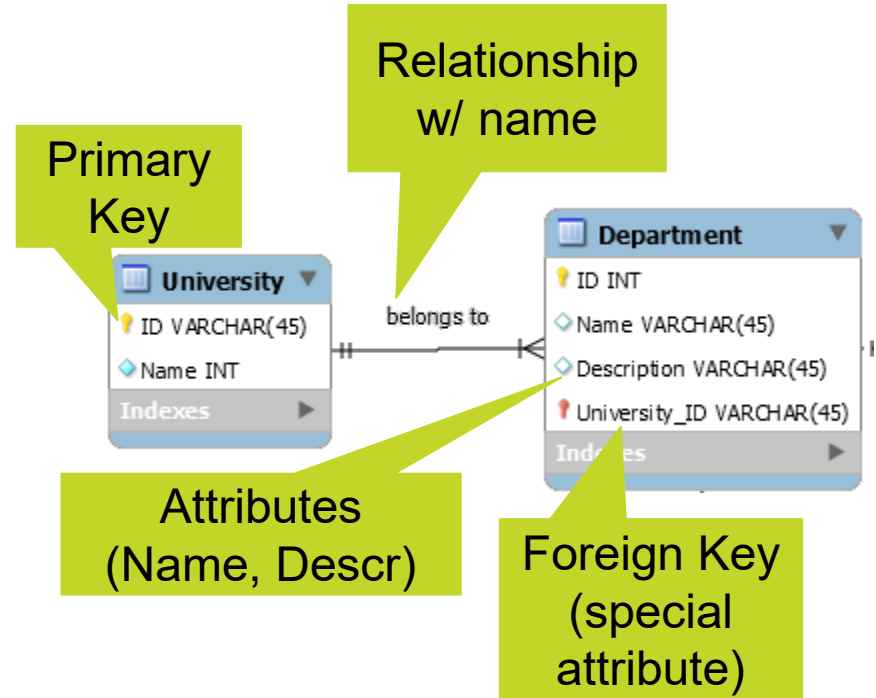 Relationship
w/ name
Primary
Key
University
ID VARCHAR(45)
Name INT
Indexes
belongs to
Department
ID INT
Name VARCHAR(45)
Description VARCHAR(45)
University_ID VARCHAR(45)
Attributes
(Name, Descr)
Foreign Key
(special
attribute)